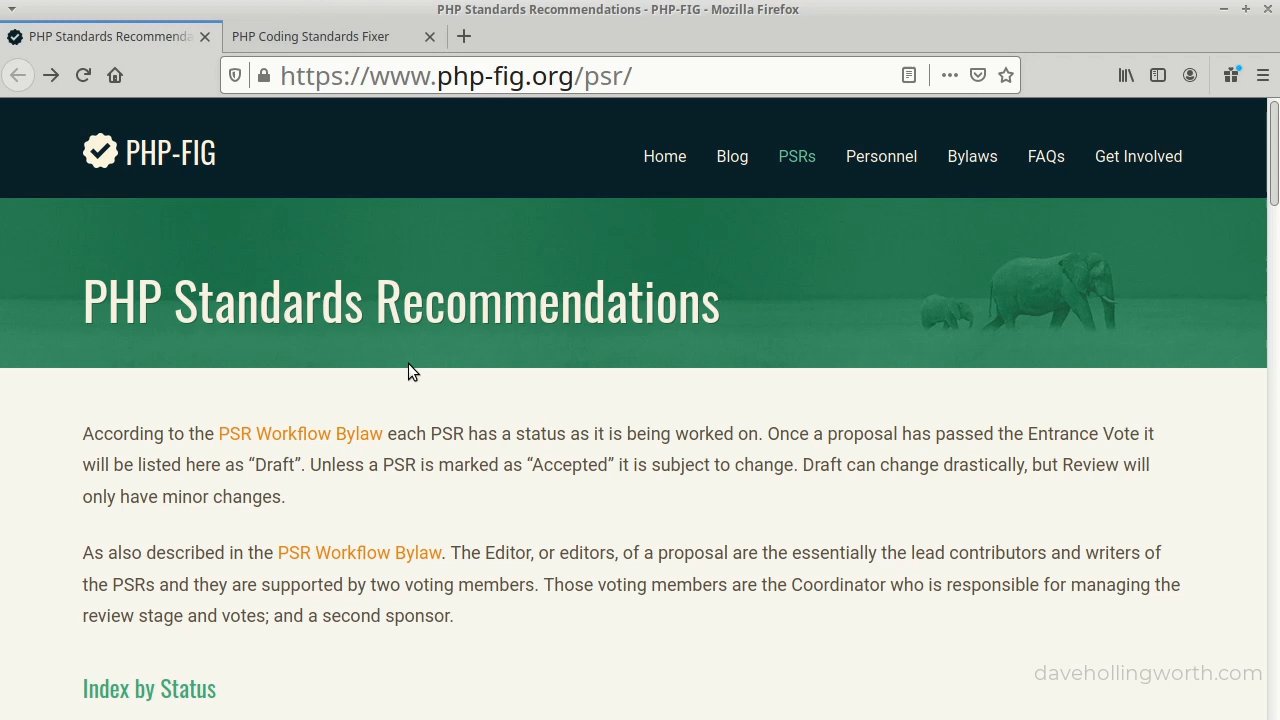 PHP Standards Recommendations - PHP-FIG - Mozilla Firefox
PHP Standards Recommenda
PHP Coding Standards Fixer
https://www.php-fig.org/psr/
PHP-FIG
Home Blog PSRs Personnel Bylaws FAQs Get Involved
PHP Standards Recommendations
According to the PSR Workflow Bylaw each PSR has a status as it is being worked on. Once a proposal has passed the Entrance Vote it
will be listed here as “Draft”. Unless a PSR is marked as “Accepted” it is subject to change. Draft can change drastically, but Review will
only have minor changes.
As also described in the PSR Workflow Bylaw. The Editor, or editors, of a proposal are the essentially the lead contributors and writers of
the PSRs and they are supported by two voting members. Those voting members are the Coordinator who is responsible for managing the
review stage and votes; and a second sponsor.
Index by Status
davehollingworth.com